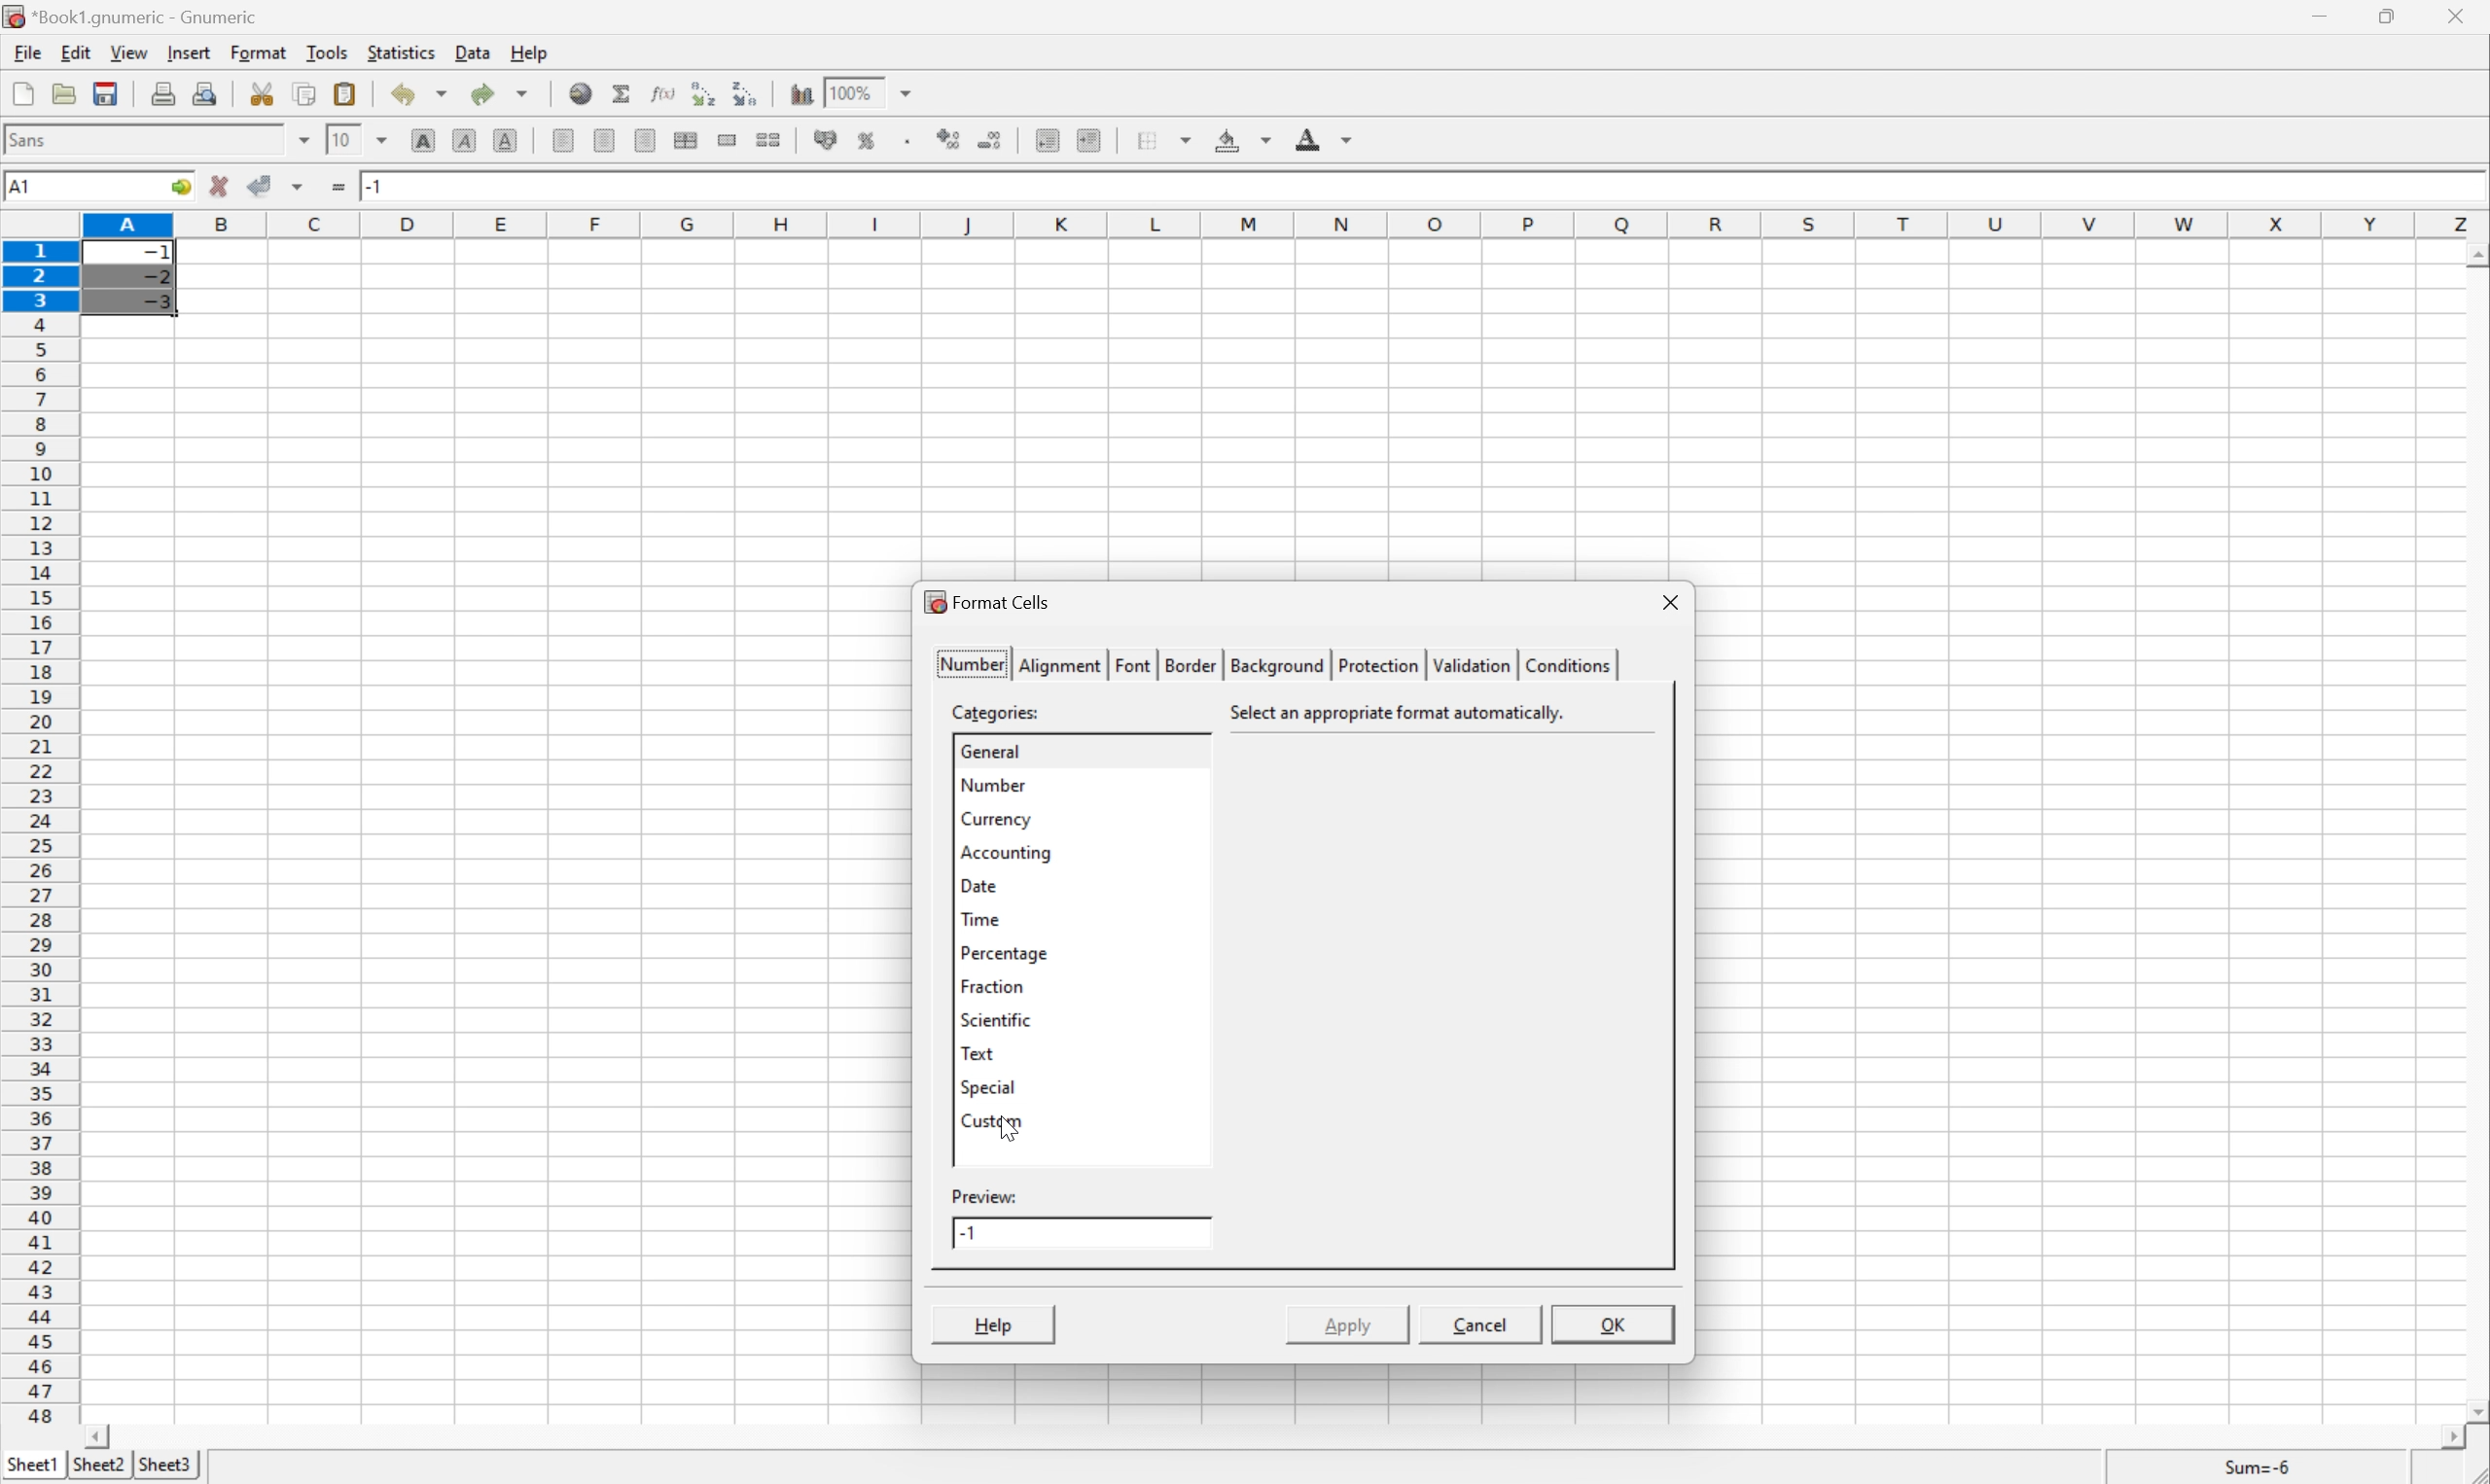 *Book1.gnumeric - Gnumeric
File Edit View Insert Format Tools Statistics Data Help
100%
Sans 10
A1 = -1
A B C D E F G H I J K L M N O P Q R S T U V W X Y Z
1 -1
2 -2
3 -3
4
5
6
7
8
9
10
11
12
13
14
15
16
17
18
19
20
21
22
23
24
25
26
27
28
29
30
31
32
33
34
35
36
37
38
39
40
41
42
43
44
45
46
47
48
Format Cells
Number Alignment Font Border Background Protection Validation Conditions
Categories:
Select an appropriate format automatically.
General
Number
Currency
Accounting
Date
Time
Percentage
Fraction
Scientific
Text
Special
Custom
Preview:
-1
Help Apply Cancel OK
Sheet1 Sheet2 Sheet3
Sum=-6